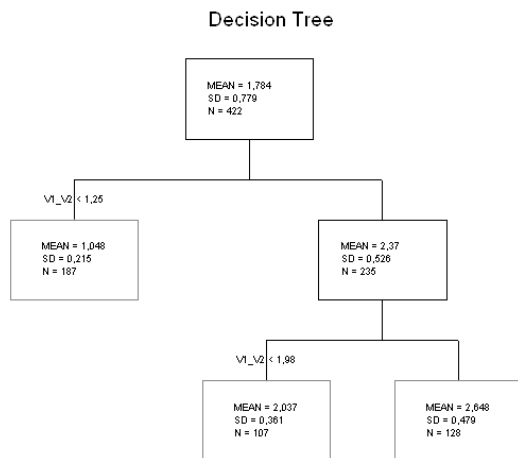 Decision Tree
MEAN = 1,784
SD = 0,779
N = 422
V1_V2 < 1,25
MEAN = 1,048
SD = 0,215
N = 187
MEAN = 2,37
SD = 0,526
N = 235
V1_V2 < 1,98
MEAN = 2,037
SD = 0,361
N = 107
MEAN = 2,648
SD = 0,479
N = 128